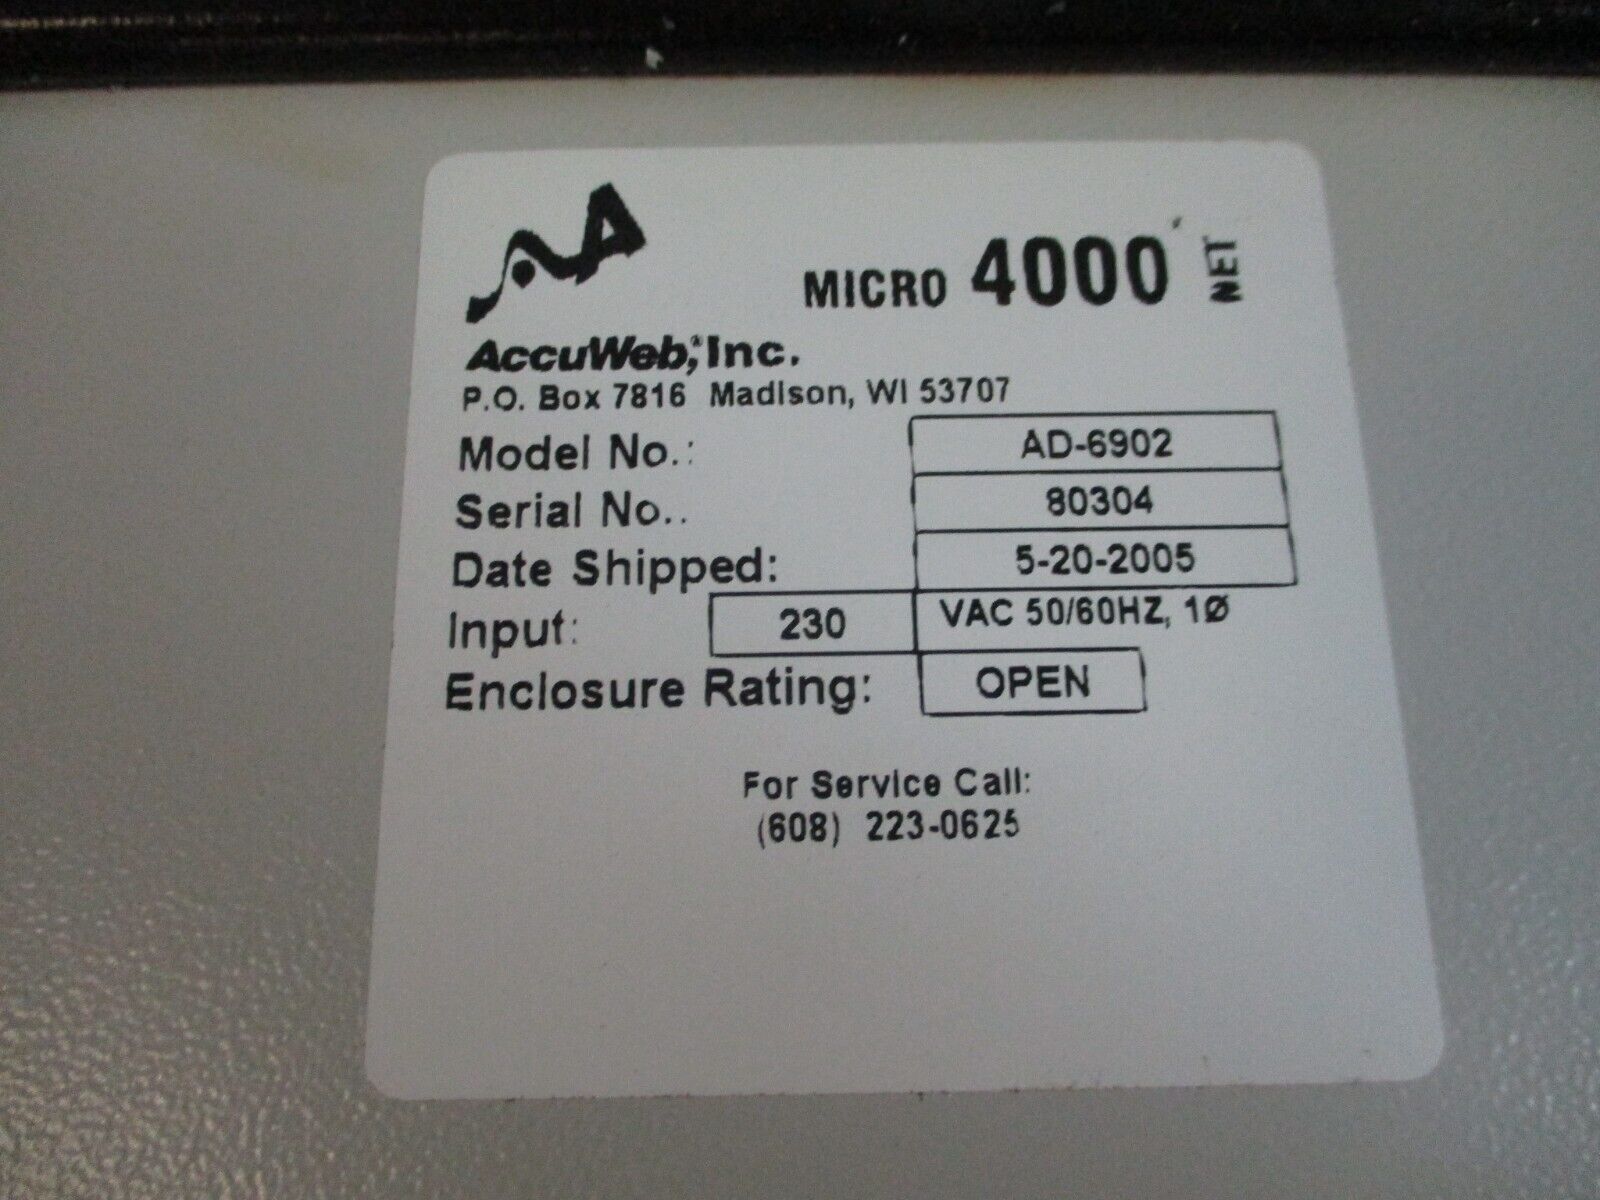 MICRO 4000 NET
AccuWeb,® Inc.
P.O. Box 7816 Madison, WI 53707
Model No.: AD-6902
Serial No.. 80304
Date Shipped: 5-20-2005
Input: 230 VAC 50/60HZ, 1Ø
Enclosure Rating: OPEN
For Service Call:
(608) 223-0625